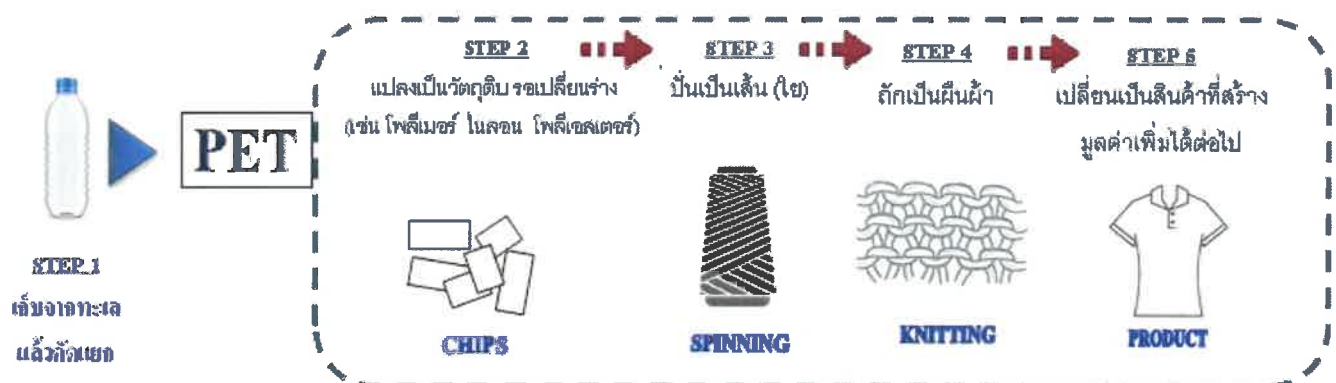 STEP 1
เก็บจากทะเล
แล้วคัดแยก
PET
STEP 2
แปลงเป็นวัตถุดิบ รอเปลี่ยนร่าง
(เช่น โพลีเมอร์ ไนลอน โพลีเอสเตอร์)
CHIPS
STEP 3
ปั่นเป็นเส้น (ใย)
SPINNING
STEP 4
ถักเป็นผืนผ้า
KNITTING
STEP 5
เปลี่ยนเป็นสินค้าที่สร้าง
มูลค่าเพิ่มได้ต่อไป
PRODUCT